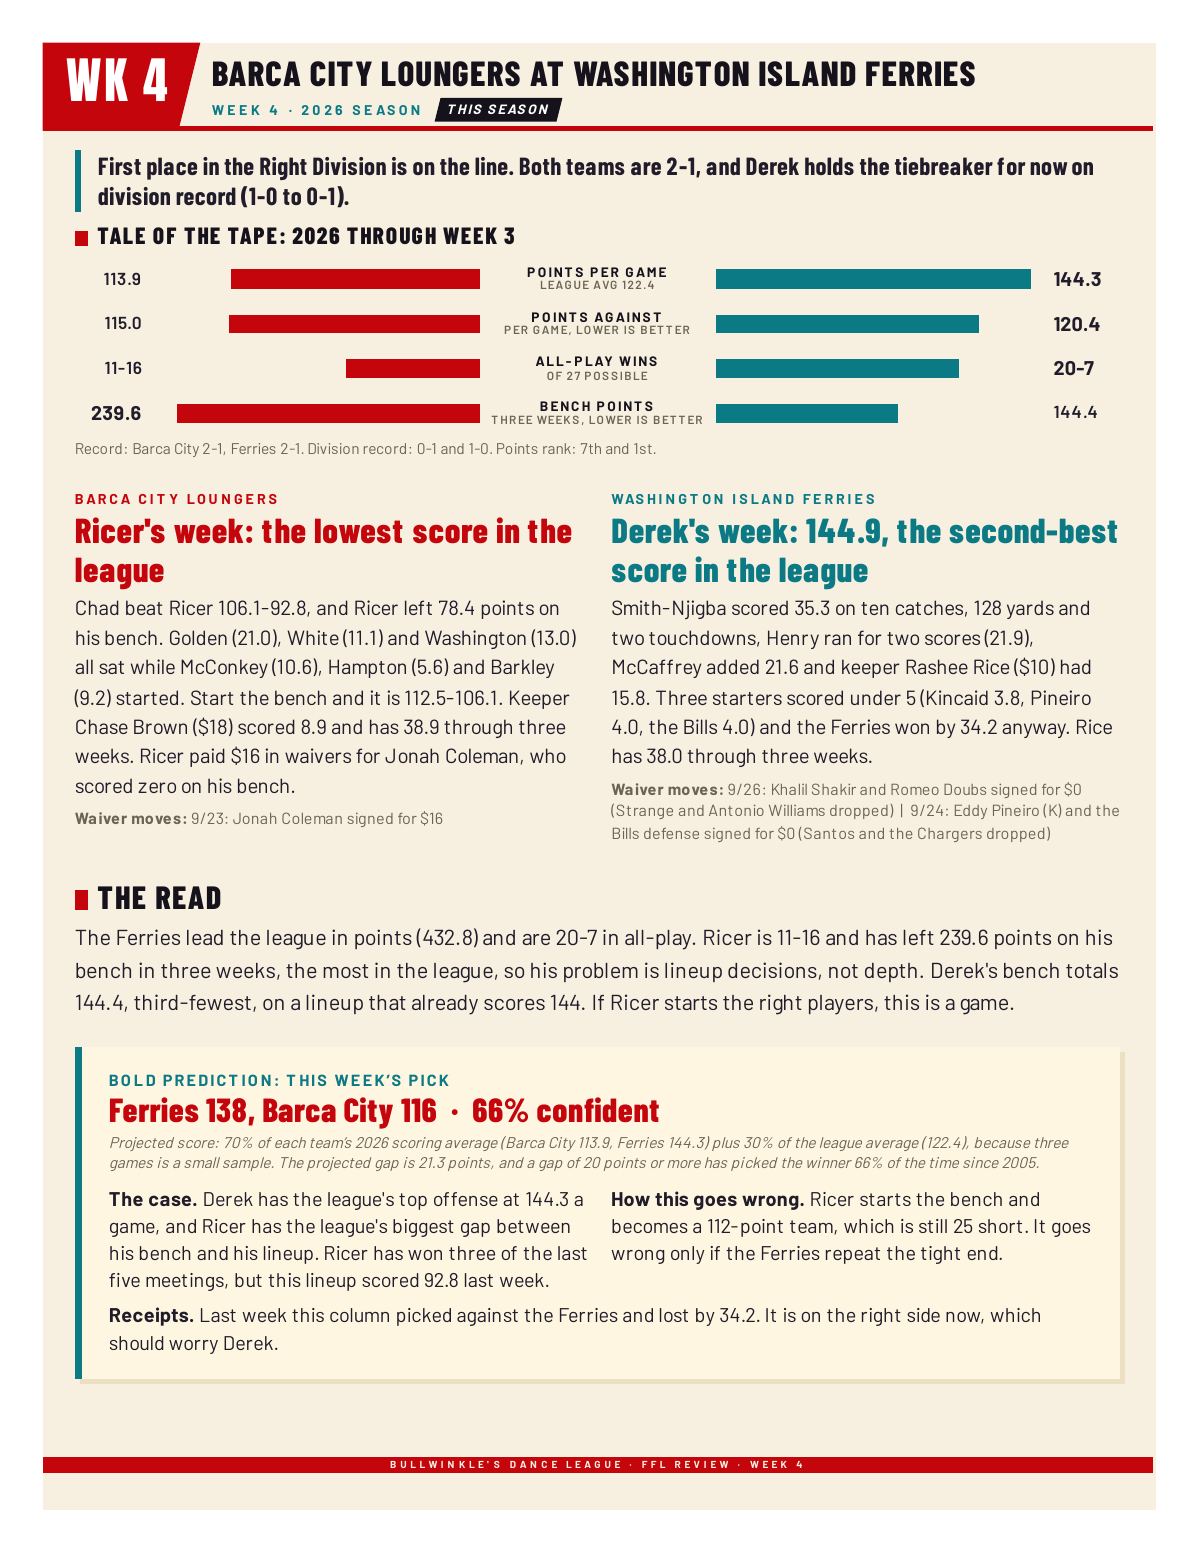 WK 4
BARCA CITY LOUNGERS AT WASHINGTON ISLAND FERRIES
WEEK 4 · 2026 SEASON THIS SEASON
First place in the Right Division is on the line. Both teams are 2-1, and Derek holds the tiebreaker for now on
division record (1-0 to 0-1).
TALE OF THE TAPE: 2026 THROUGH WEEK 3
113.9 POINTS PER GAME 144.3
LEAGUE AVG 122.4
115.0 POINTS AGAINST 120.4
PER GAME, LOWER IS BETTER
11-16 ALL-PLAY WINS 20-7
OF 27 POSSIBLE
239.6 BENCH POINTS 144.4
THREE WEEKS, LOWER IS BETTER
Record: Barca City 2-1, Ferries 2-1. Division record: 0-1 and 1-0. Points rank: 7th and 1st.
BARCA CITY LOUNGERS
Ricer's week: the lowest score in the
league
Chad beat Ricer 106.1-92.8, and Ricer left 78.4 points on
his bench. Golden (21.0), White (11.1) and Washington (13.0)
all sat while McConkey (10.6), Hampton (5.6) and Barkley
(9.2) started. Start the bench and it is 112.5-106.1. Keeper
Chase Brown ($18) scored 8.9 and has 38.9 through three
weeks. Ricer paid $16 in waivers for Jonah Coleman, who
scored zero on his bench.
Waiver moves: 9/23: Jonah Coleman signed for $16
WASHINGTON ISLAND FERRIES
Derek's week: 144.9, the second-best
score in the league
Smith-Njigba scored 35.3 on ten catches, 128 yards and
two touchdowns, Henry ran for two scores (21.9),
McCaffrey added 21.6 and keeper Rashee Rice ($10) had
15.8. Three starters scored under 5 (Kincaid 3.8, Pineiro
4.0, the Bills 4.0) and the Ferries won by 34.2 anyway. Rice
has 38.0 through three weeks.
Waiver moves: 9/26: Khalil Shakir and Romeo Doubs signed for $0
(Strange and Antonio Williams dropped) | 9/24: Eddy Pineiro (K) and the
Bills defense signed for $0 (Santos and the Chargers dropped)
THE READ
The Ferries lead the league in points (432.8) and are 20-7 in all-play. Ricer is 11-16 and has left 239.6 points on his
bench in three weeks, the most in the league, so his problem is lineup decisions, not depth. Derek's bench totals
144.4, third-fewest, on a lineup that already scores 144. If Ricer starts the right players, this is a game.
BOLD PREDICTION: THIS WEEK'S PICK
Ferries 138, Barca City 116 · 66% confident
Projected score: 70% of each team's 2026 scoring average (Barca City 113.9, Ferries 144.3) plus 30% of the league average (122.4), because three
games is a small sample. The projected gap is 21.3 points, and a gap of 20 points or more has picked the winner 66% of the time since 2005.
The case. Derek has the league's top offense at 144.3 a
game, and Ricer has the league's biggest gap between
his bench and his lineup. Ricer has won three of the last
five meetings, but this lineup scored 92.8 last week.
How this goes wrong. Ricer starts the bench and
becomes a 112-point team, which is still 25 short. It goes
wrong only if the Ferries repeat the tight end.
Receipts. Last week this column picked against the Ferries and lost by 34.2. It is on the right side now, which
should worry Derek.
BULLWINKLE'S DANCE LEAGUE · FFL REVIEW · WEEK 4